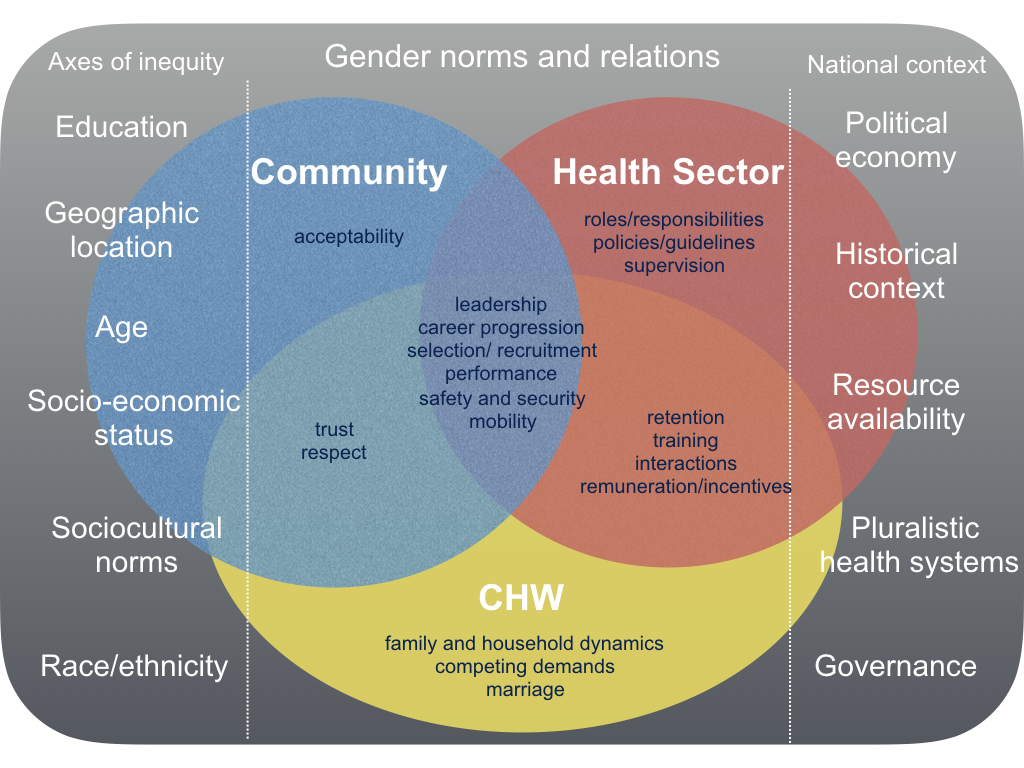 Axes of inequity
Gender norms and relations
National context
Education
Geographic
location
Age
Socio-economic
status
Sociocultural
norms
Race/ethnicity
Community
acceptability
Health Sector
roles/responsibilities
policies/guidelines
supervision
leadership
career progression
selection/ recruitment
performance
safety and security
mobility
trust
respect
retention
training
interactions
remuneration/incentives
CHW
family and household dynamics
competing demands
marriage
Political
economy
Historical
context
Resource
availability
Pluralistic
health systems
Governance